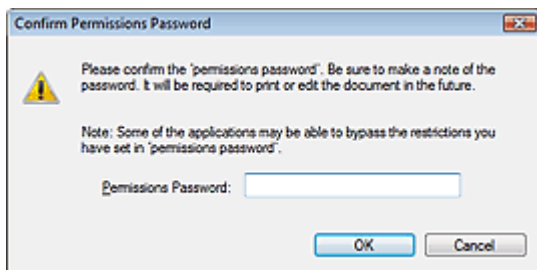 Confirm Permissions Password
Please confirm the 'permissions password'. Be sure to make a note of the
password. It will be required to print or edit the document in the future.
Note: Some of the applications may be able to bypass the restrictions you
have set in 'permissions password'.
Permissions Password:
OK Cancel